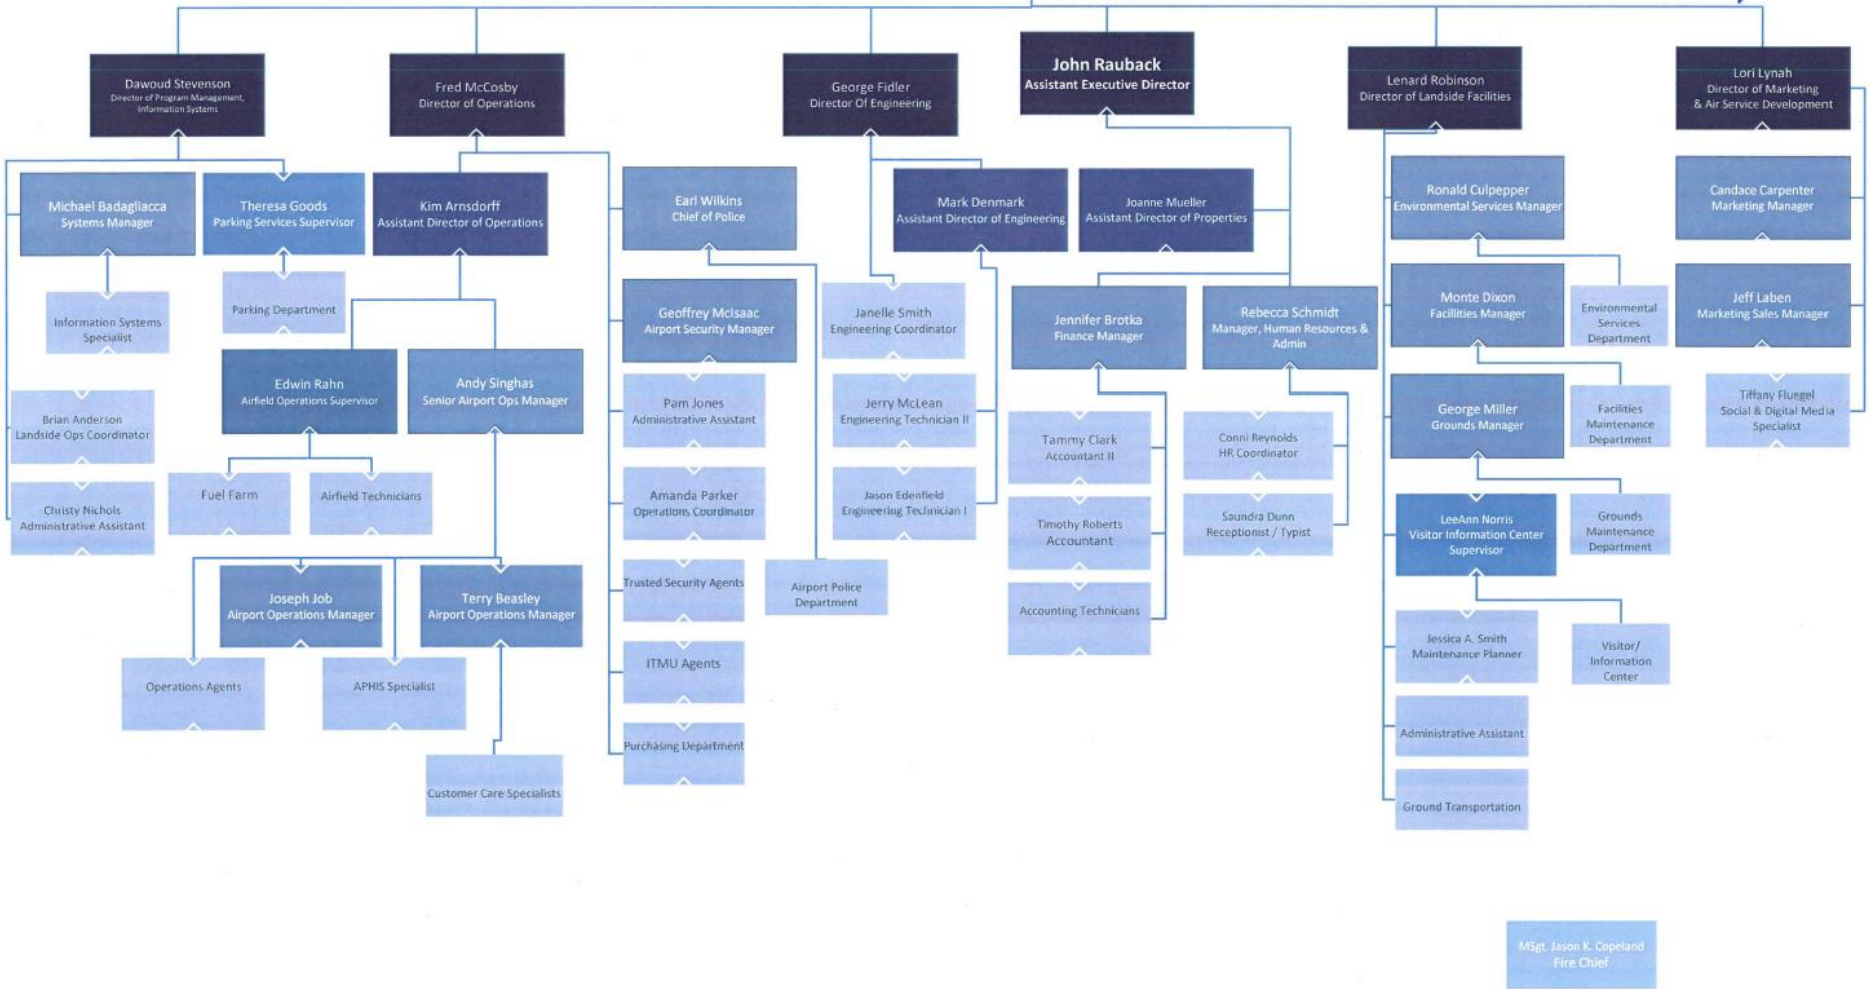 Dawoud Stevenson
Director of Program Management,
Information Systems
Fred McCosby
Director of Operations
George Fidler
Director Of Engineering
John Rauback
Assistant Executive Director
Lenard Robinson
Director of Landside Facilities
Lori Lynah
Director of Marketing
& Air Service Development
Michael Badagliacca
Systems Manager
Theresa Goods
Parking Services Supervisor
Kim Arnsdorff
Assistant Director of Operations
Earl Wilkins
Chief of Police
Mark Denmark
Assistant Director of Engineering
Joanne Mueller
Assistant Director of Properties
Ronald Culpepper
Environmental Services Manager
Candace Carpenter
Marketing Manager
Information Systems
Specialist
Parking Department
Geoffrey McIsaac
Airport Security Manager
Janelle Smith
Engineering Coordinator
Jennifer Brotka
Finance Manager
Rebecca Schmidt
Manager, Human Resources &
Admin
Monte Dixon
Facillities Manager
Environmental
Services
Department
Jeff Laben
Marketing Sales Manager
Edwin Rahn
Airfield Operations Supervisor
Andy Singhas
Senior Airport Ops Manager
Brian Anderson
Landside Ops Coordinator
Pam Jones
Administrative Assistant
Jerry McLean
Engineering Technician II
Tammy Clark
Accountant II
Conni Reynolds
HR Coordinator
George Miller
Grounds Manager
Facilities
Maintenance
Department
Tiffany Fluegel
Social & Digital Media
Specialist
Christy Nichols
Administrative Assistant
Fuel Farm
Airfield Technicians
Amanda Parker
Operations Coordinator
Jason Edenfield
Engineering Technician I
Timothy Roberts
Accountant
Saundra Dunn
Receptionist / Typist
LeeAnn Norris
Visitor Information Center
Supervisor
Grounds
Maintenance
Department
Joseph Job
Airport Operations Manager
Terry Beasley
Airport Operations Manager
Trusted Security Agents
Airport Police
Department
Accounting Technicians
Jessica A. Smith
Maintenance Planner
Visitor/
Information
Center
Operations Agents
APHIS Specialist
ITMU Agents
Administrative Assistant
Customer Care Specialists
Purchasing Department
Ground Transportation
MSgt. Jason K. Copeland
Fire Chief